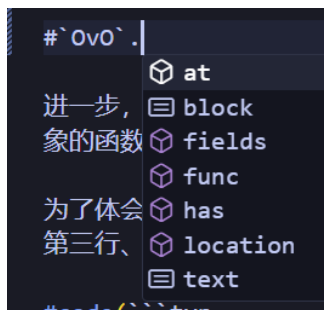 #`OvO`.
at
进一步，
block
象的函数
fields
func
为了体会
has
第三行、
location
text